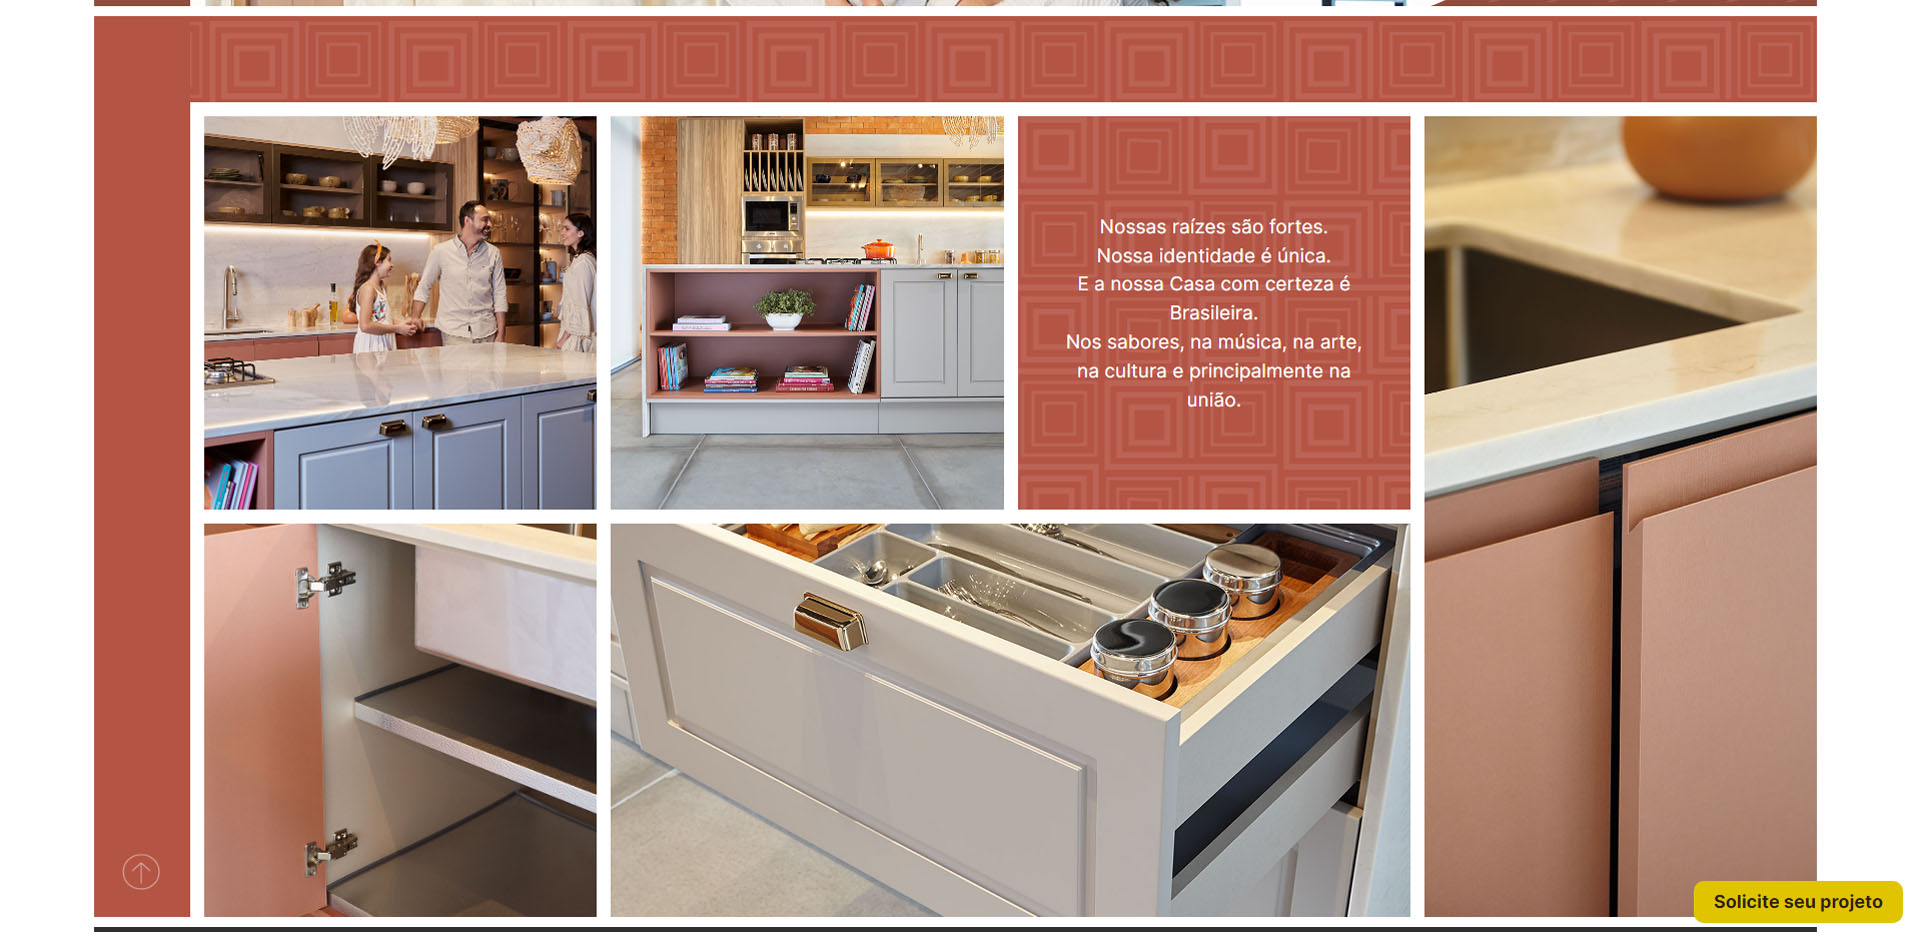 Nossas raízes são fortes.
Nossa identidade é única.
E a nossa Casa com certeza é
Brasileira.
Nos sabores, na música, na arte,
na cultura e principalmente na
união.
Solicite seu projeto